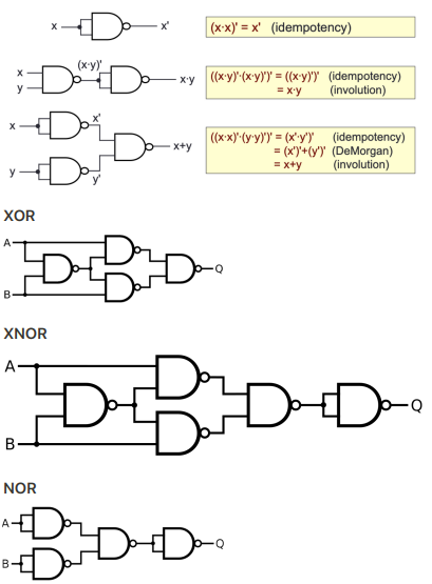 x x' (x·x)' = x' (idempotency)
(x·y)'
x
y x·y
((x·y)'·(x·y)')' = ((x·y)')' (idempotency)
= x·y (involution)
x x'
x+y
y y'
((x·x)'·(y·y)')' = (x'·y')' (idempotency)
= (x')'+(y')' (DeMorgan)
= x+y (involution)
XOR
A
Q
B
XNOR
A
Q
B
NOR
A
Q
B